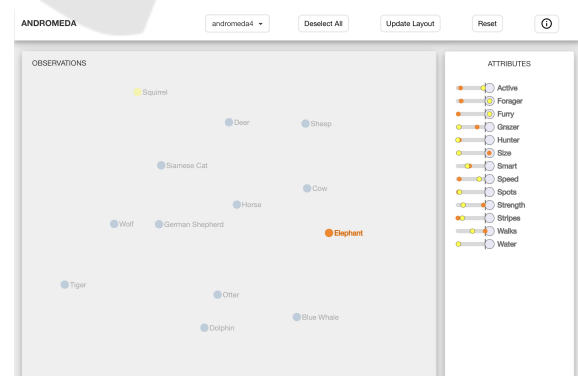 ANDROMEDA
andromeda4
Deselect All
Update Layout
Reset
OBSERVATIONS
Squirrel
Deer
Sheep
Siamese Cat
Cow
Horse
Wolf
German Shepherd
Elephant
Tiger
Otter
Blue Whale
Dolphin
ATTRIBUTES
Active
Forager
Furry
Grazer
Hunter
Size
Smart
Speed
Spots
Strength
Stripes
Walks
Water